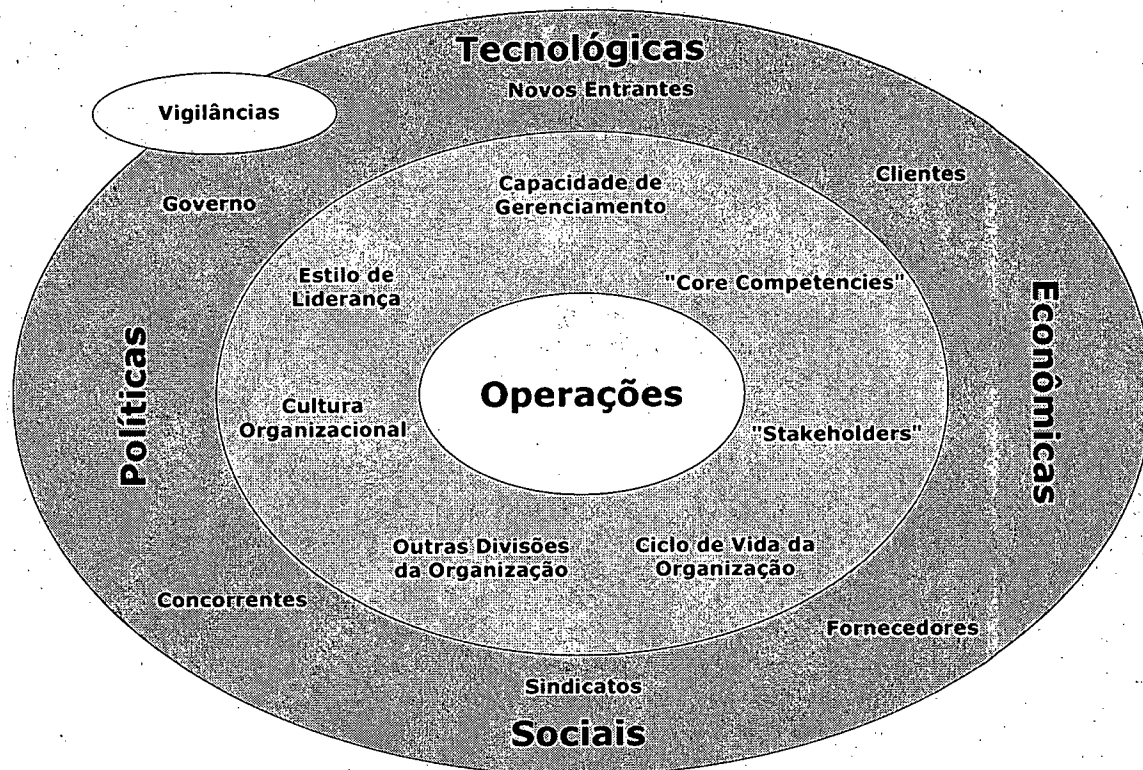 Tecnológicas
Novos Entrantes
Vigilâncias
Clientes
Governo
Capacidade de
Gerenciamento
Estilo de
Liderança
"Core Competencies"
Econômicas
Políticas
Operações
Cultura
Organizacional
"Stakeholders"
Outras Divisões
da Organização
Ciclo de Vida da
Organização
Concorrentes
Fornecedores
Sindicatos
Sociais